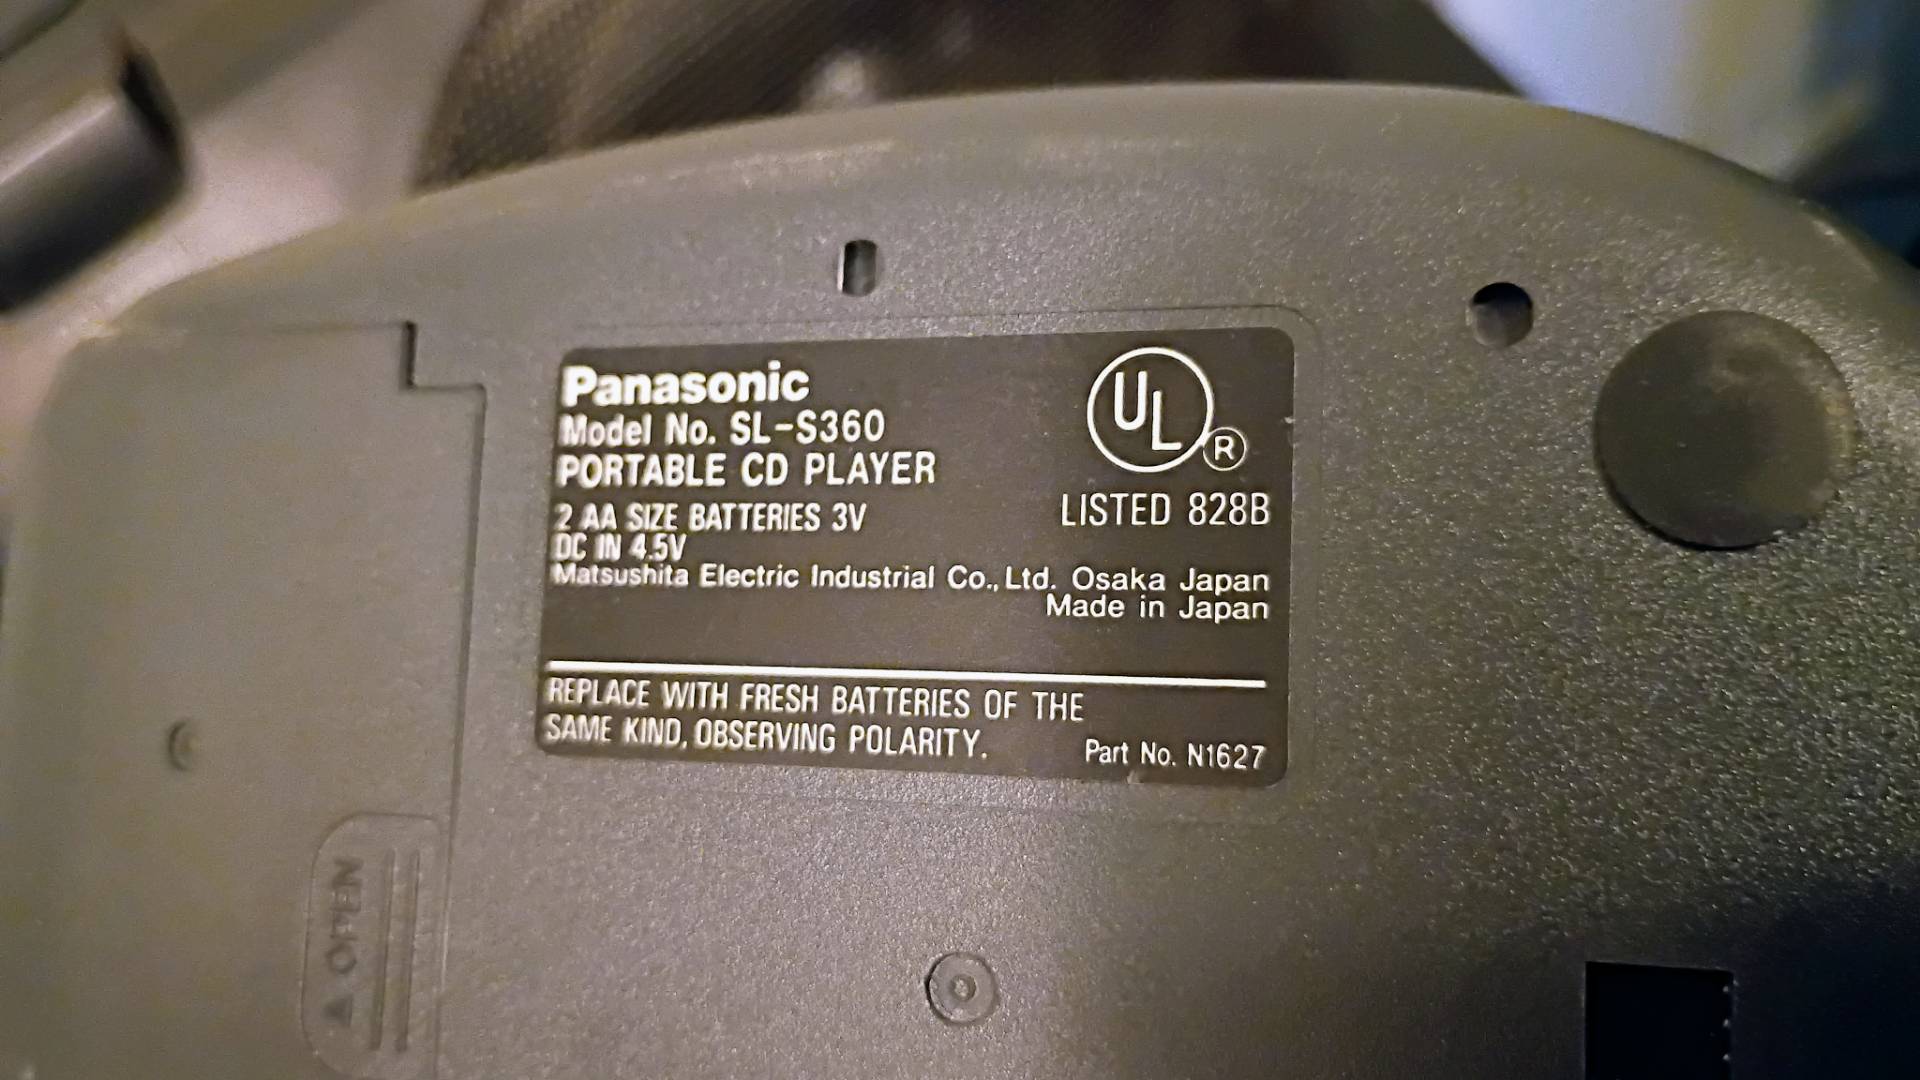 Panasonic
Model No. SL-S360
PORTABLE CD PLAYER
2 AA SIZE BATTERIES 3V
DC IN 4.5V
UL ®
LISTED 828B
Matsushita Electric Industrial Co., Ltd. Osaka Japan
Made in Japan
REPLACE WITH FRESH BATTERIES OF THE
SAME KIND, OBSERVING POLARITY.
Part No. N1627
OPEN